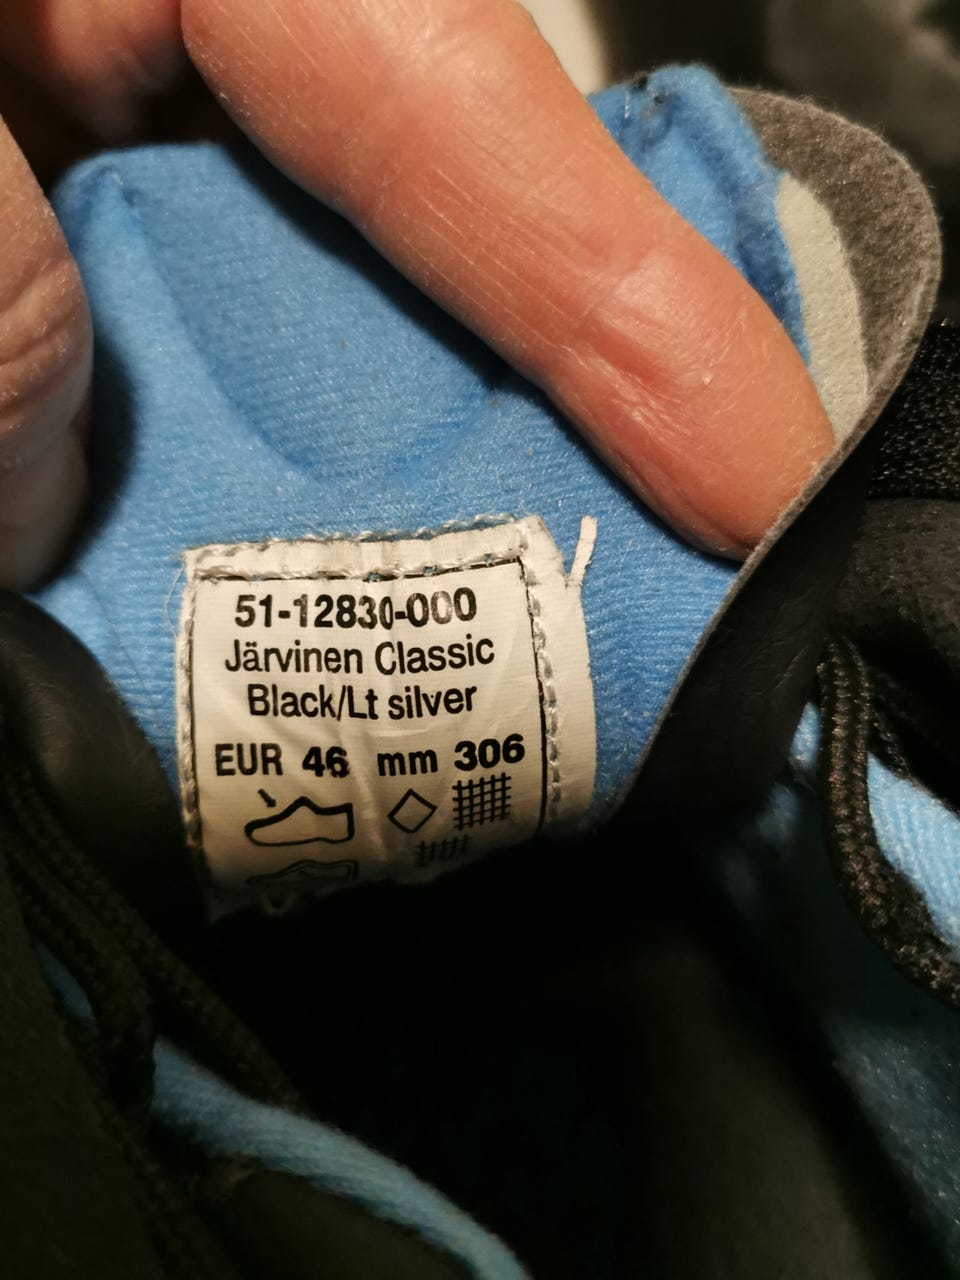 51-12830-000
Järvinen Classic
Black/Lt silver
EUR 46 mm 306